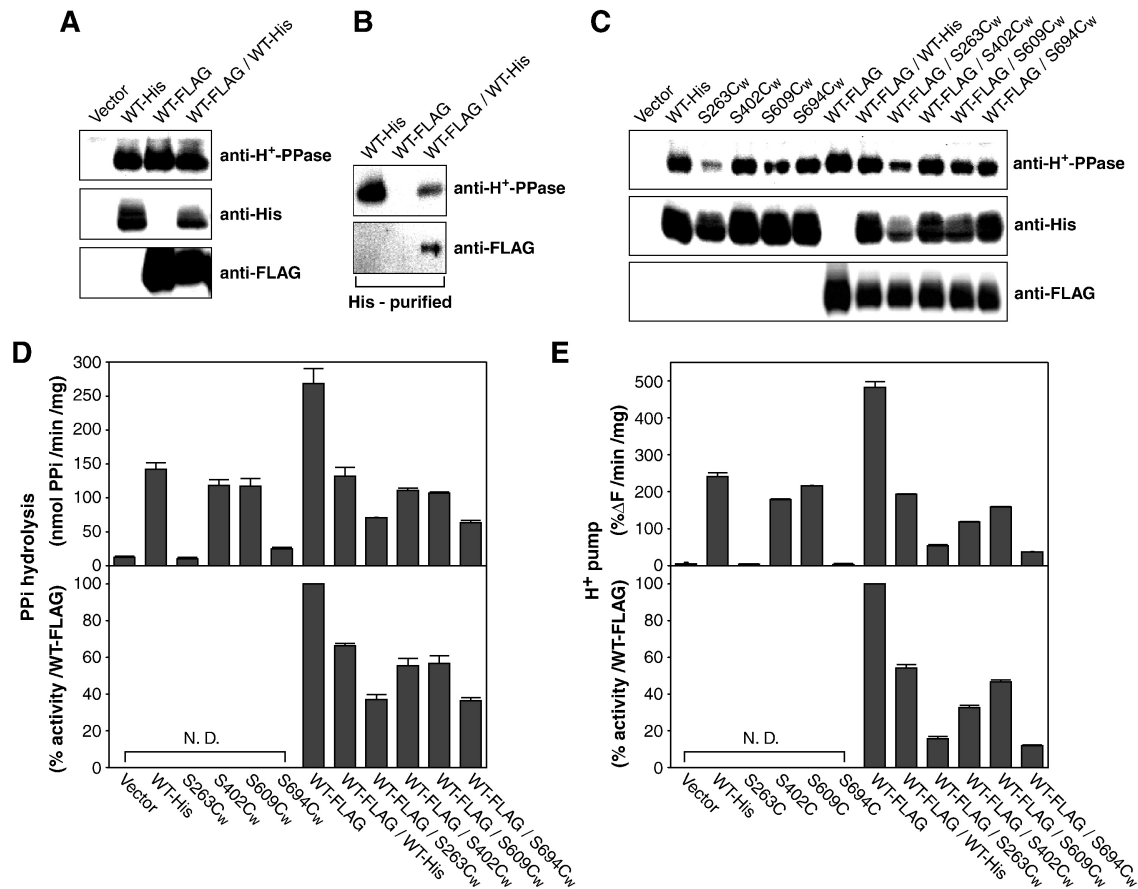 A
Vector
WT-His
WT-FLAG
WT-FLAG / WT-His
anti-H+-PPase
anti-His
anti-FLAG
B
WT-His
WT-FLAG
WT-FLAG / WT-His
anti-H+-PPase
anti-FLAG
His - purified
C
Vector
WT-His
S263Cw
S402Cw
S609Cw
S694Cw
WT-FLAG
WT-FLAG / WT-His
WT-FLAG / S263Cw
WT-FLAG / S402Cw
WT-FLAG / S609Cw
WT-FLAG / S694Cw
anti-H+-PPase
anti-His
anti-FLAG
D
PPi hydrolysis
(nmol PPi /min /mg)
300
250
200
150
100
50
0
(% activity /WT-FLAG)
100
80
60
40
20
0
N. D.
Vector
WT-His
S263Cw
S402Cw
S609Cw
S694Cw
WT-FLAG
WT-FLAG / WT-His
WT-FLAG / S263Cw
WT-FLAG / S402Cw
WT-FLAG / S609Cw
WT-FLAG / S694Cw
E
H+ pump
(%ΔF /min /mg)
500
400
300
200
100
0
(% activity /WT-FLAG)
100
80
60
40
20
0
N. D.
Vector
WT-His
S263C
S402C
S609C
S694C
WT-FLAG
WT-FLAG / WT-His
WT-FLAG / S263Cw
WT-FLAG / S402Cw
WT-FLAG / S609Cw
WT-FLAG / S694Cw